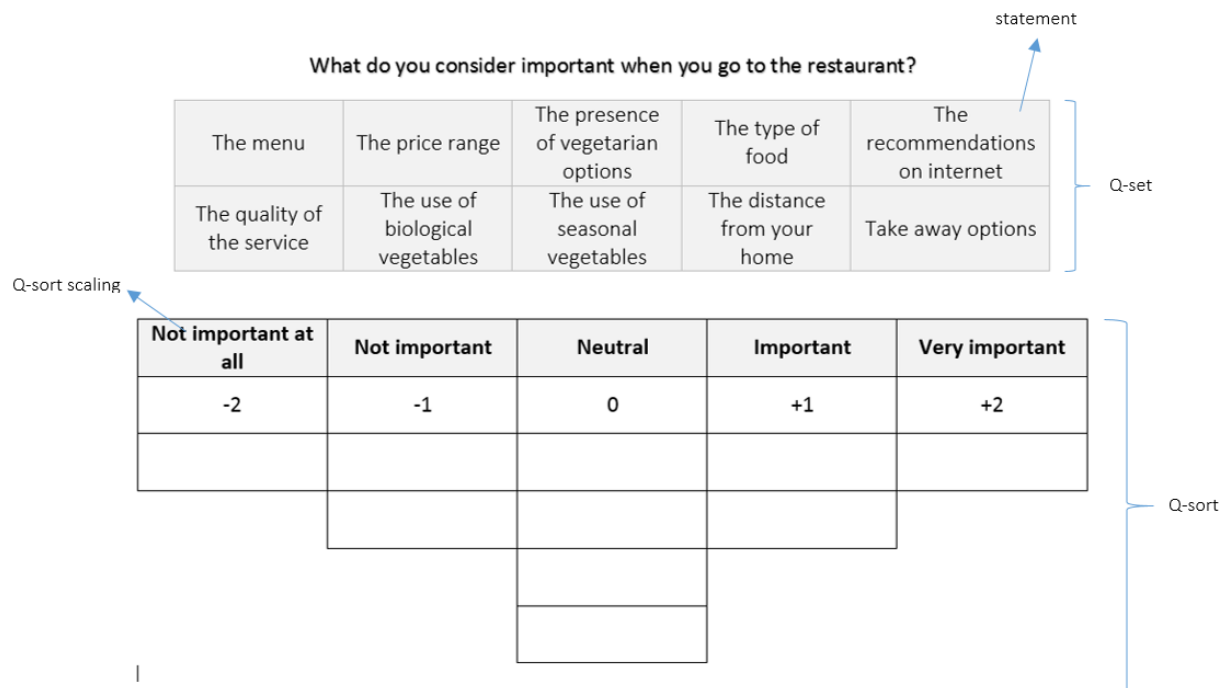 statement
What do you consider important when you go to the restaurant?
The menu
The price range
The presence
of vegetarian
options
The type of
food
The
recommendations
on internet
Q-set
The quality of
the service
The use of
biological
vegetables
The use of
seasonal
vegetables
The distance
from your
home
Take away options
Q-sort scaling
Not important at
all
Not important
Neutral
Important
Very important
-2
-1
0
+1
+2
Q-sort